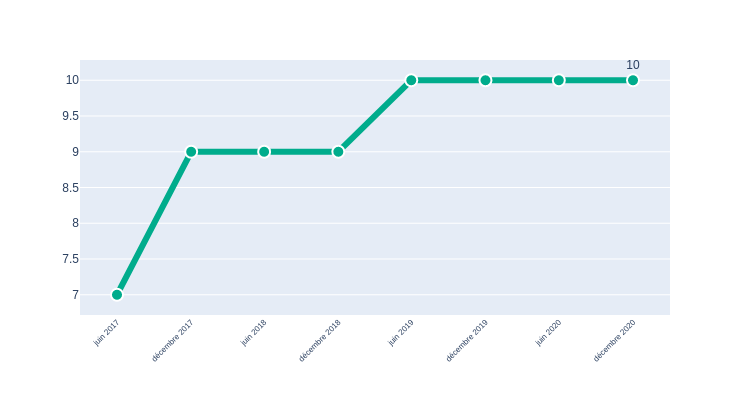 10
10
9.5
9
8.5
8
7.5
7
juin 2017
décembre 2017
juin 2018
décembre 2018
juin 2019
décembre 2019
juin 2020
décembre 2020